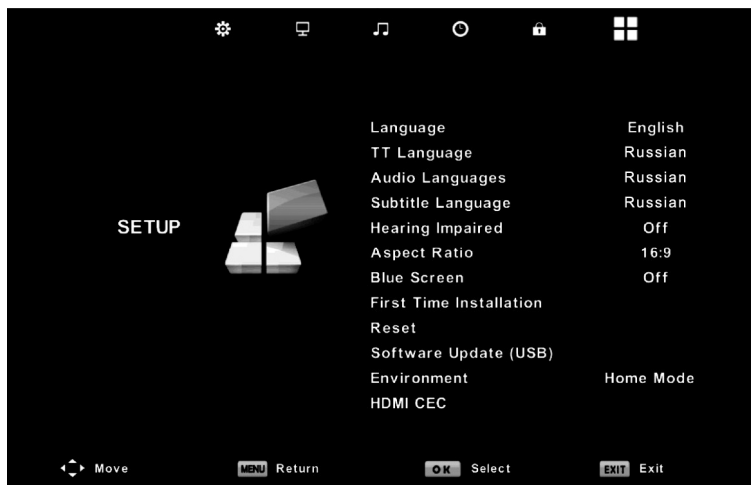 Language English
TT Language Russian
Audio Languages Russian
Subtitle Language Russian
SETUP Hearing Impaired Off
Aspect Ratio 16:9
Blue Screen Off
First Time Installation
Reset
Software Update (USB)
Environment Home Mode
HDMI CEC
Move MENU Return OK Select EXIT Exit